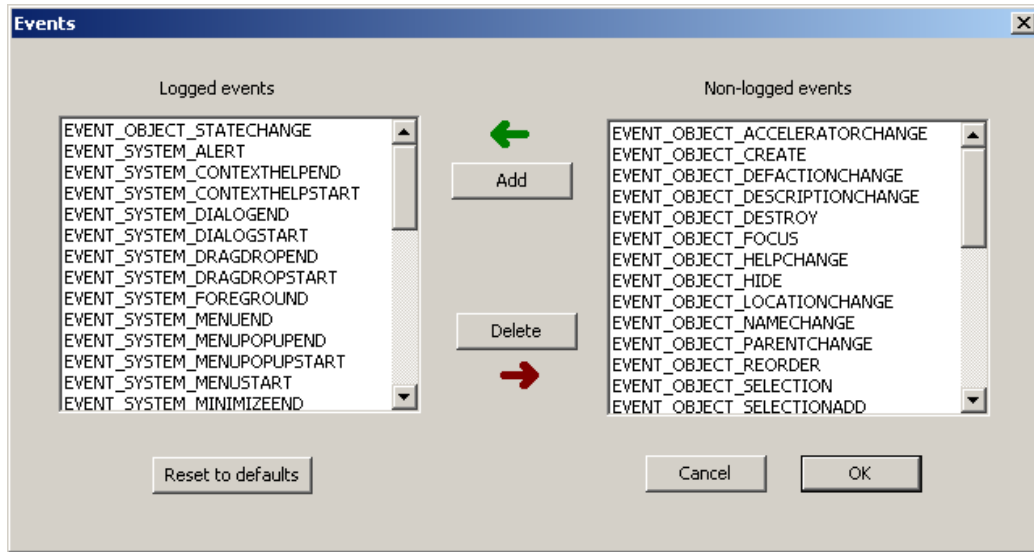 Events
Logged events
EVENT_OBJECT_STATECHANGE
EVENT_SYSTEM_ALERT
EVENT_SYSTEM_CONTEXTHELPEND
EVENT_SYSTEM_CONTEXTHELPSTART
EVENT_SYSTEM_DIALOGEND
EVENT_SYSTEM_DIALOGSTART
EVENT_SYSTEM_DRAGDROPEND
EVENT_SYSTEM_DRAGDROPSTART
EVENT_SYSTEM_FOREGROUND
EVENT_SYSTEM_MENUEND
EVENT_SYSTEM_MENUPOPUPEND
EVENT_SYSTEM_MENUPOPUPSTART
EVENT_SYSTEM_MENUSTART
EVENT_SYSTEM_MINIMIZEEND
Add
Delete
Non-logged events
EVENT_OBJECT_ACCELERATORCHANGE
EVENT_OBJECT_CREATE
EVENT_OBJECT_DEFACTIONCHANGE
EVENT_OBJECT_DESCRIPTIONCHANGE
EVENT_OBJECT_DESTROY
EVENT_OBJECT_FOCUS
EVENT_OBJECT_HELPCHANGE
EVENT_OBJECT_HIDE
EVENT_OBJECT_LOCATIONCHANGE
EVENT_OBJECT_NAMECHANGE
EVENT_OBJECT_PARENTCHANGE
EVENT_OBJECT_REORDER
EVENT_OBJECT_SELECTION
EVENT_OBJECT_SELECTIONADD
Reset to defaults
Cancel
OK